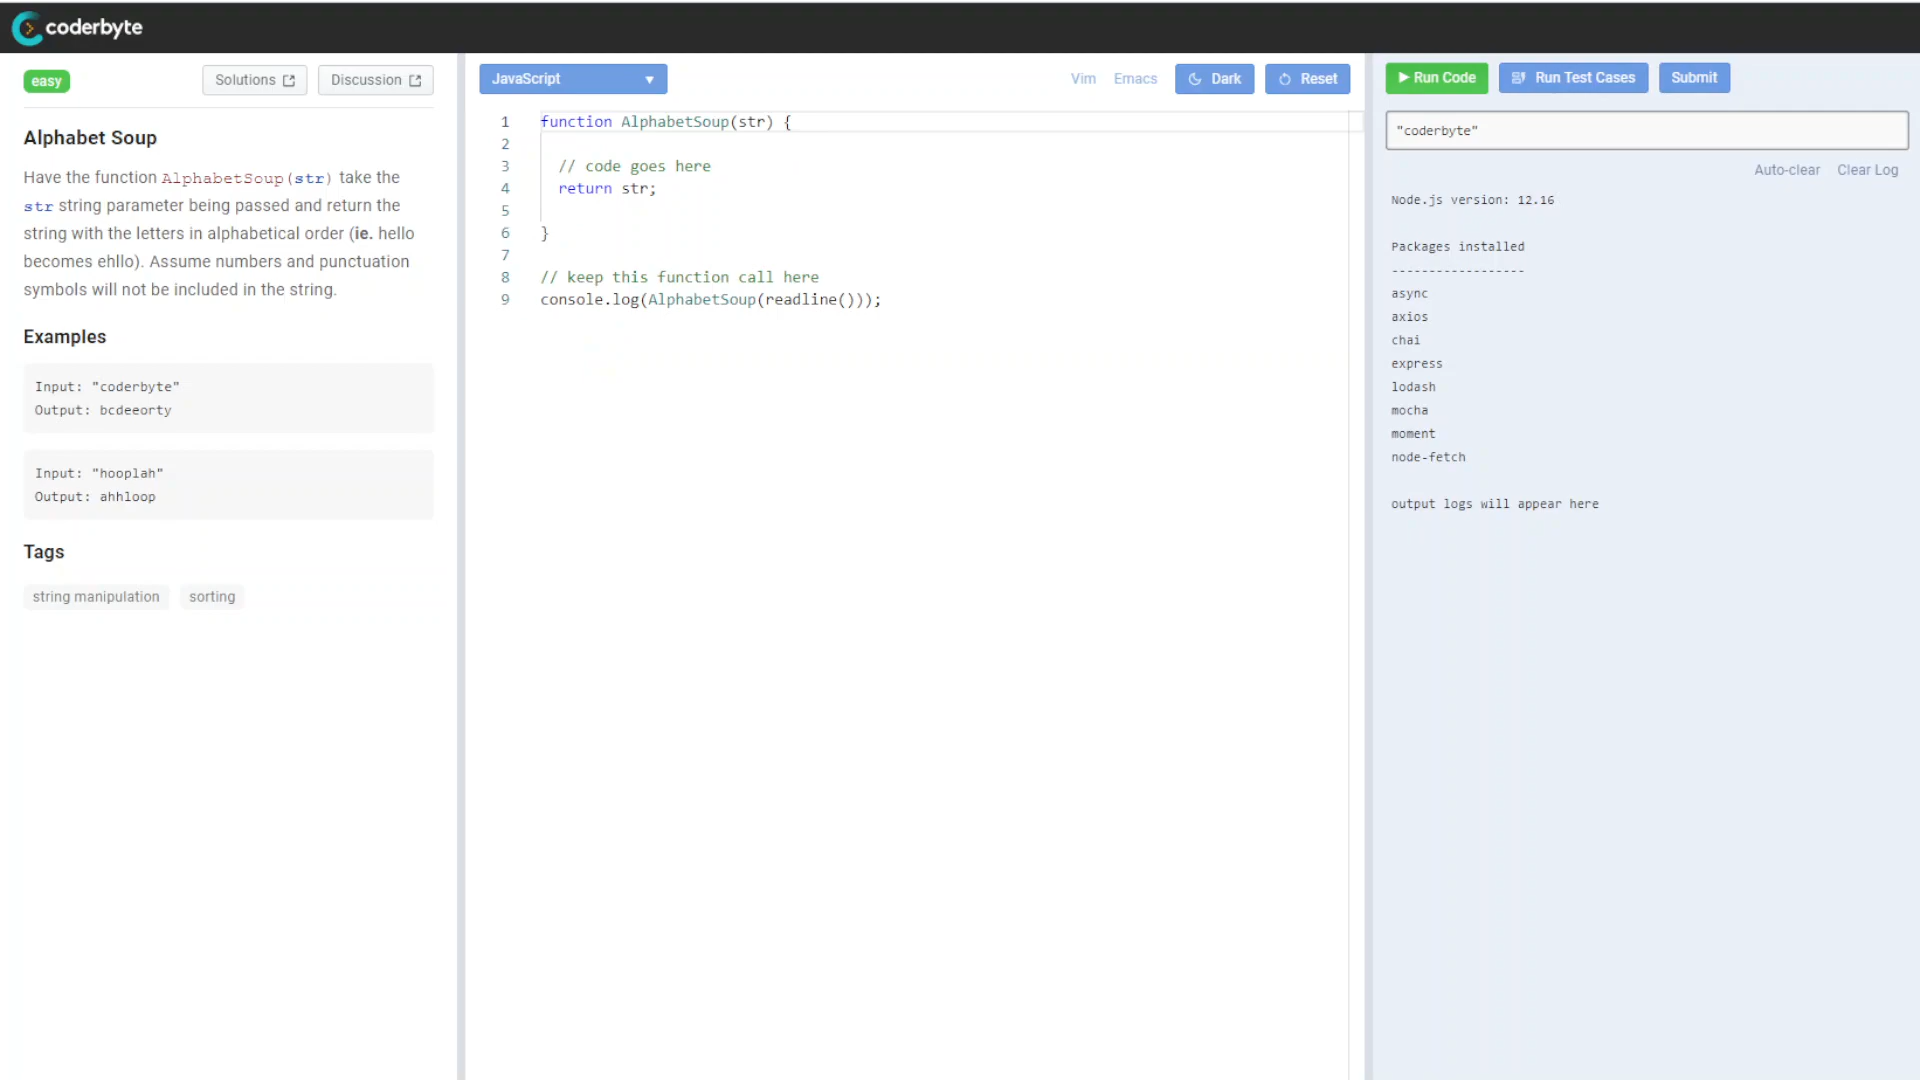 coderbyte
easy
Solutions
Discussion
Alphabet Soup
Have the function AlphabetSoup(str) take the
str string parameter being passed and return the
string with the letters in alphabetical order (ie. hello
becomes ehllo). Assume numbers and punctuation
symbols will not be included in the string.
Examples
Input: "coderbyte"
Output: bcdeeorty
Input: "hooplah"
Output: ahhloop
Tags
string manipulation
sorting
JavaScript
Vim
Emacs
Dark
Reset
1 function AlphabetSoup(str) {
2
3 // code goes here
4 return str;
5
6 }
7
8 // keep this function call here
9 console.log(AlphabetSoup(readline()));
Run Code
Run Test Cases
Submit
"coderbyte"
Auto-clear
Clear Log
Node.js version: 12.16
Packages installed
------------------
async
axios
chai
express
lodash
mocha
moment
node-fetch
output logs will appear here